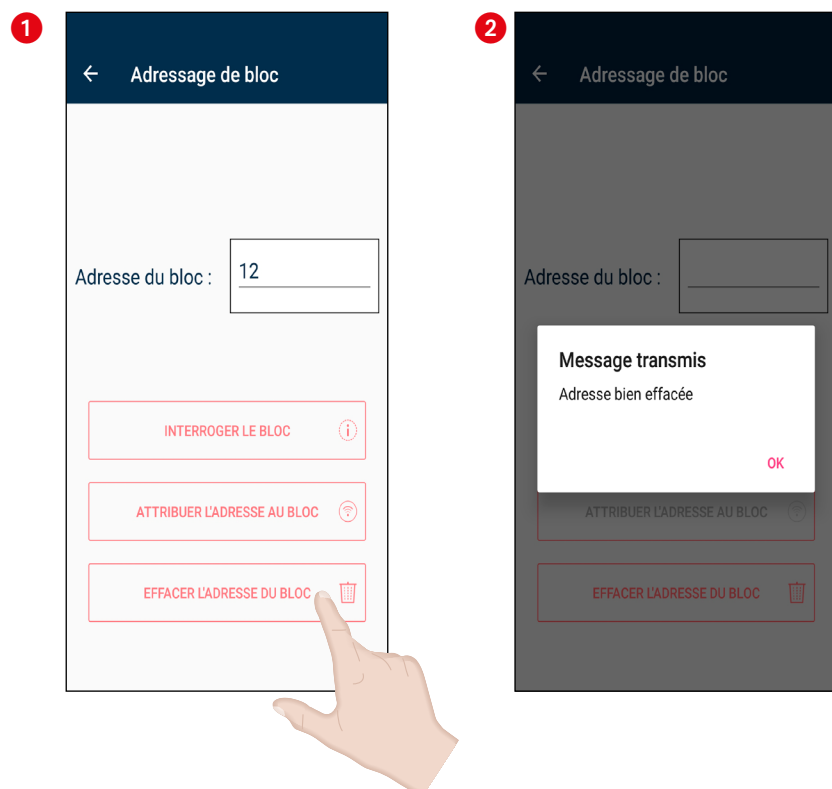 1
Adressage de bloc
Adresse du bloc :
12
INTERROGER LE BLOC
ATTRIBUER L'ADRESSE AU BLOC
EFFACER L'ADRESSE DU BLOC
2
Adressage de bloc
Adresse du bloc :
Message transmis
Adresse bien effacée
OK
ATTRIBUER L'ADRESSE AU BLOC
EFFACER L'ADRESSE DU BLOC